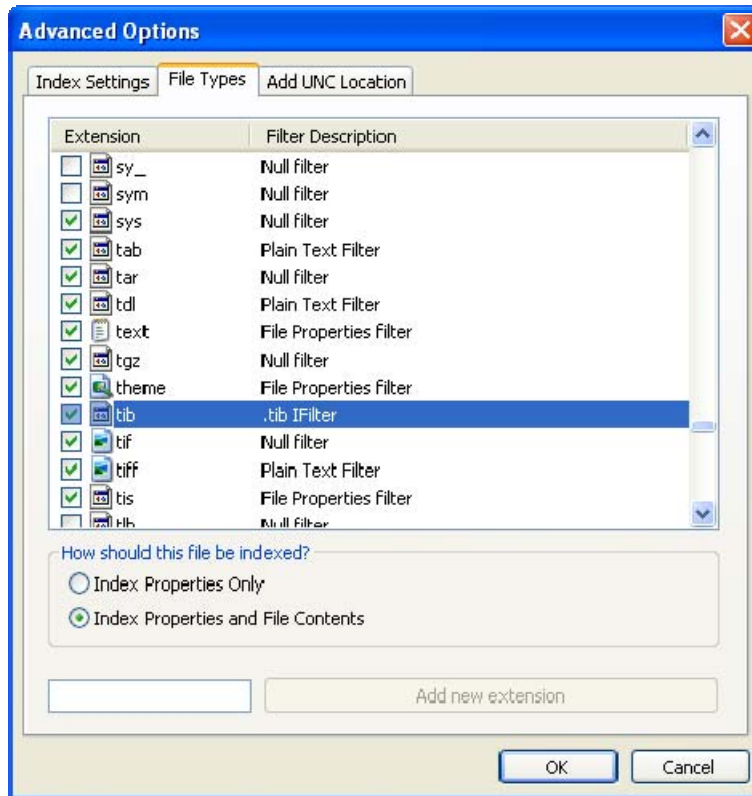 Advanced Options
Index Settings File Types Add UNC Location
Extension Filter Description
sy_ Null filter
sym Null filter
sys Null filter
tab Plain Text Filter
tar Null filter
tdl Plain Text Filter
text File Properties filter
tgz Null filter
theme File Properties filter
tib .tib IFilter
tif Null filter
tiff Plain Text Filter
tis File Properties filter
tlb Null filter
How should this file be indexed?
Index Properties Only
Index Properties and File Contents
Add new extension
OK Cancel